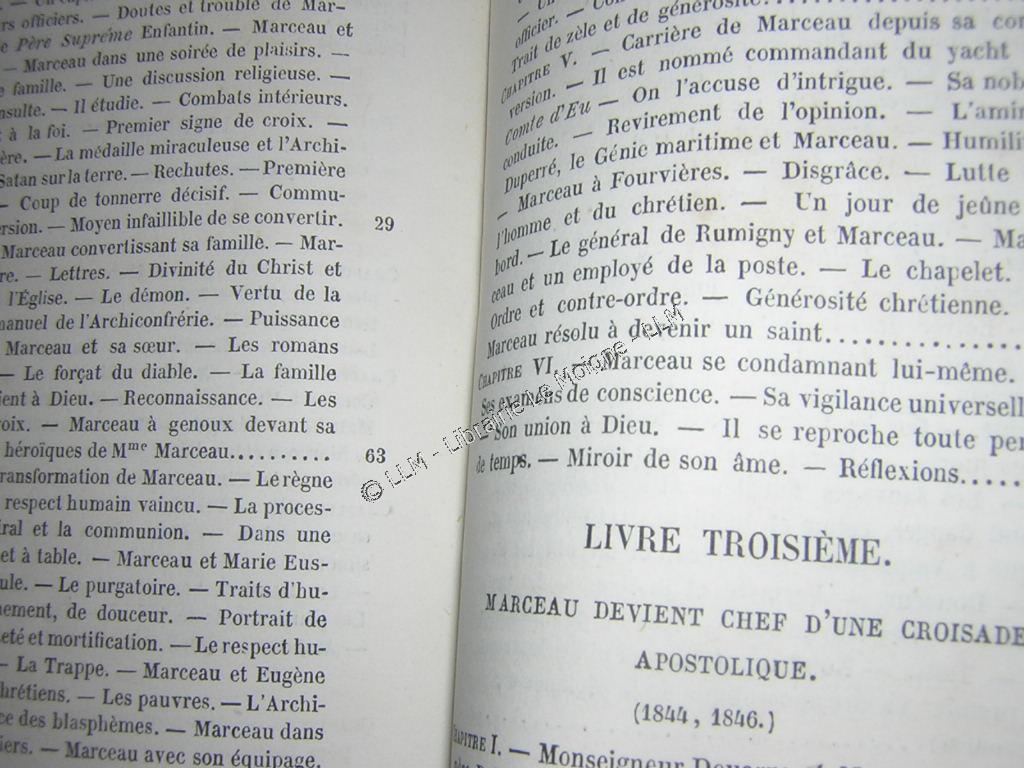 rs officiers. — Doutes et trouble de Mar-
e Père Suprême Enfantin. — Marceau et
— Marceau dans une soirée de plaisirs. —
e famille. — Une discussion religieuse. —
nsulte. — Il étudie. — Combats intérieurs.
t à la foi. — Premier signe de croix. —
ère. — La médaille miraculeuse et l'Archi-
Satan sur la terre. — Rechutes. — Première
— Coup de tonnerre décisif. — Commu-
ersion. — Moyen infaillible de se convertir. 29
Marceau convertissant sa famille. — Mar-
re. — Lettres. — Divinité du Christ et
l'Église. — Le démon. — Vertu de la
manuel de l'Archiconfrérie. — Puissance
Marceau et sa sœur. — Les romans
— Le forçat du diable. — La famille
ient à Dieu. — Reconnaissance. — Les
roix. — Marceau à genoux devant sa
héroïques de Mme Marceau.......... 63
ransformation de Marceau. — Le règne
respect humain vaincu. — La proces-
iral et la communion. — Dans une
et à table. — Marceau et Marie Eus-
ule. — Le purgatoire. — Traits d'hu-
nement, de douceur. — Portrait de
eté et mortification. — Le respect hu-
— La Trappe. — Marceau et Eugène
hrétiens. — Les pauvres. — L'Archi-
ce des blasphèmes. — Marceau dans
iers. — Marceau avec son équipage.
officier. —
Trait de zèle et de générosité
CHAPITRE V. — Carrière de Marceau depuis sa con
version. — Il est nommé commandant du yacht
Comte d'Eu — On l'accuse d'intrigue. — Sa nob
conduite. — Revirement de l'opinion. — L'amir
Duperré, le Génie maritime et Marceau. — Humili
— Marceau à Fourvières. — Disgrâce. — Lutte
l'homme et du chrétien. — Un jour de jeûne
bord. — Le général de Rumigny et Marceau. — Ma
ceau et un employé de la poste. — Le chapelet.
Ordre et contre-ordre. — Générosité chrétienne.
Marceau résolu à devenir un saint................
CHAPITRE VI. — Marceau se condamnant lui-même.
Ses examens de conscience. — Sa vigilance universell
— Son union à Dieu. — Il se reproche toute per
de temps. — Miroir de son âme. — Réflexions.....
LIVRE TROISIÈME.
MARCEAU DEVIENT CHEF D'UNE CROISADE
APOSTOLIQUE.
(1844, 1846.)
CHAPITRE I. — Monseigneur
© LLM - Librairie Le Moigne - LLM